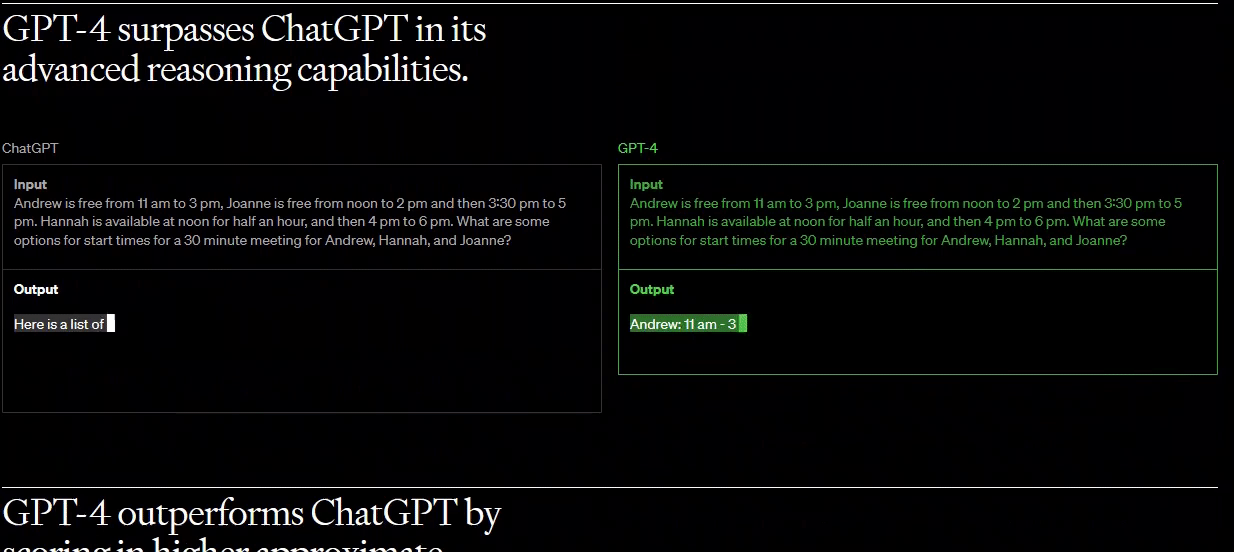 GPT-4 surpasses ChatGPT in its
advanced reasoning capabilities.
ChatGPT
Input
Andrew is free from 11 am to 3 pm, Joanne is free from noon to 2 pm and then 3:30 pm to 5
pm. Hannah is available at noon for half an hour, and then 4 pm to 6 pm. What are some
options for start times for a 30 minute meeting for Andrew, Hannah, and Joanne?
Output
Here is a list of
GPT-4
Input
Andrew is free from 11 am to 3 pm, Joanne is free from noon to 2 pm and then 3:30 pm to 5
pm. Hannah is available at noon for half an hour, and then 4 pm to 6 pm. What are some
options for start times for a 30 minute meeting for Andrew, Hannah, and Joanne?
Output
Andrew: 11 am - 3
GPT-4 outperforms ChatGPT by
scoring in higher approximate